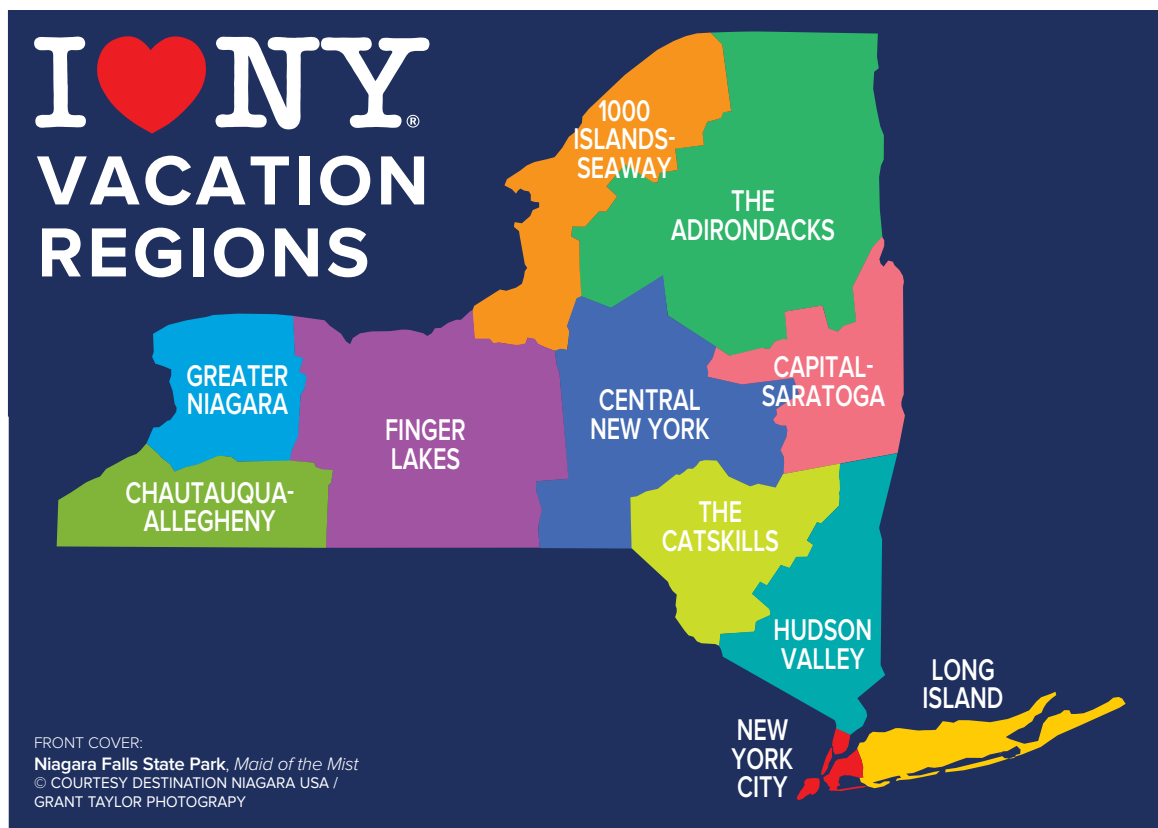 I ♥ NY®
VACATION
REGIONS
1000
ISLANDS-
SEAWAY
THE
ADIRONDACKS
GREATER
NIAGARA
FINGER
LAKES
CENTRAL
NEW YORK
CAPITAL-
SARATOGA
CHAUTAUQUA-
ALLEGHENY
THE
CATSKILLS
HUDSON
VALLEY
LONG
ISLAND
NEW
YORK
CITY
FRONT COVER:
Niagara Falls State Park, Maid of the Mist
© COURTESY DESTINATION NIAGARA USA /
GRANT TAYLOR PHOTOGRAPY